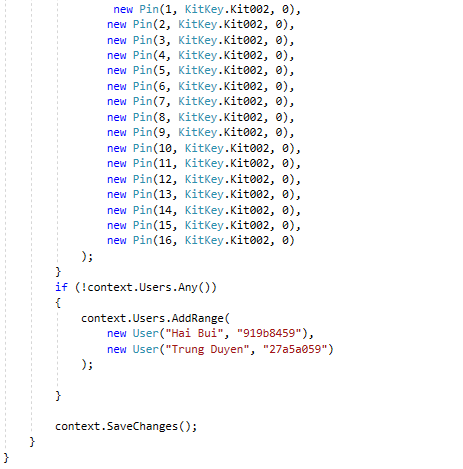 new Pin(1, KitKey.Kit002, 0),
new Pin(2, KitKey.Kit002, 0),
new Pin(3, KitKey.Kit002, 0),
new Pin(4, KitKey.Kit002, 0),
new Pin(5, KitKey.Kit002, 0),
new Pin(6, KitKey.Kit002, 0),
new Pin(7, KitKey.Kit002, 0),
new Pin(8, KitKey.Kit002, 0),
new Pin(9, KitKey.Kit002, 0),
new Pin(10, KitKey.Kit002, 0),
new Pin(11, KitKey.Kit002, 0),
new Pin(12, KitKey.Kit002, 0),
new Pin(13, KitKey.Kit002, 0),
new Pin(14, KitKey.Kit002, 0),
new Pin(15, KitKey.Kit002, 0),
new Pin(16, KitKey.Kit002, 0)
);
}
if (!context.Users.Any())
{
context.Users.AddRange(
new User("Hai Bui", "919b8459"),
new User("Trung Duyen", "27a5a059")
);
}
context.SaveChanges();
}
}